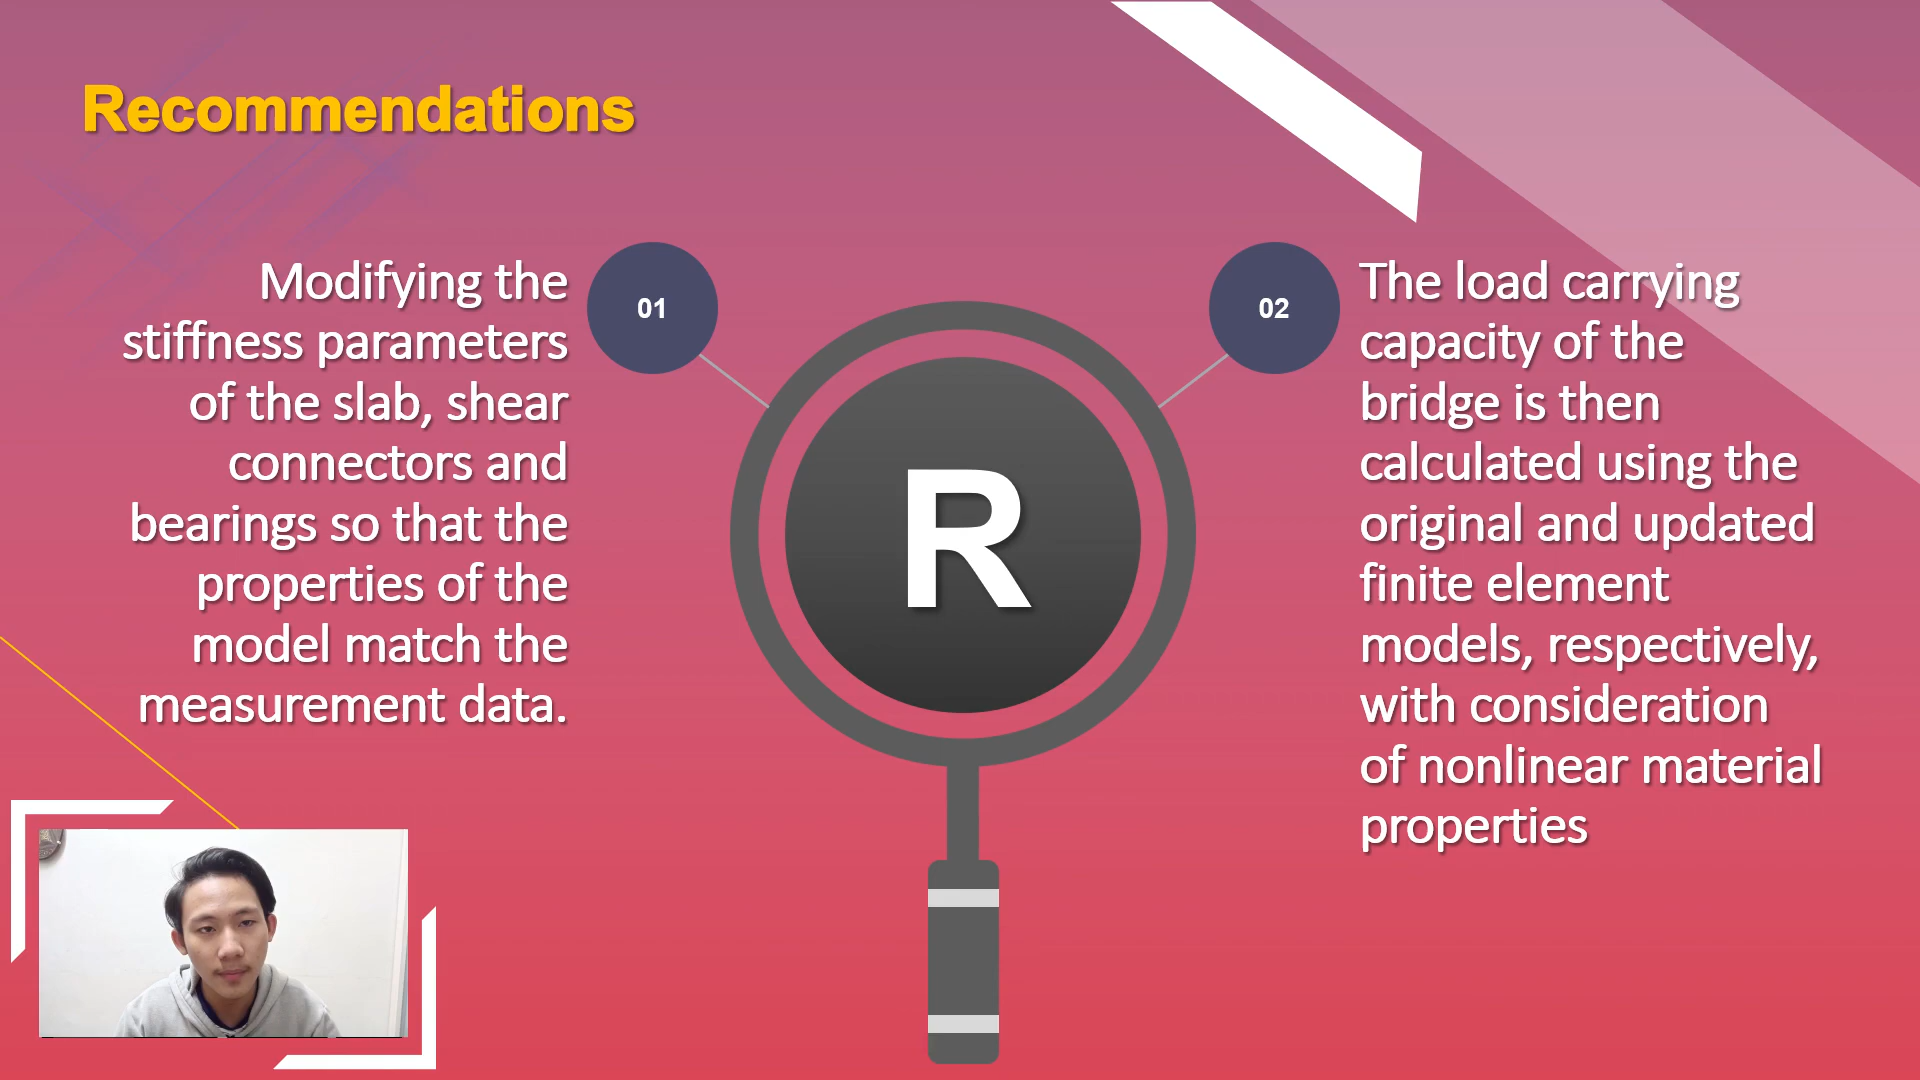 Recommendations
01
Modifying the
stiffness parameters
of the slab, shear
connectors and
bearings so that the
properties of the
model match the
measurement data.
R
02
The load carrying
capacity of the
bridge is then
calculated using the
original and updated
finite element
models, respectively,
with consideration
of nonlinear material
properties